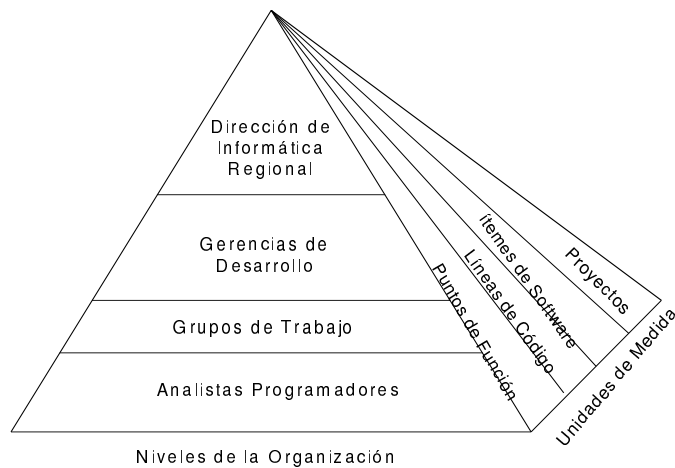 Dirección de
Informática
Regional
Gerencias de
Desarrollo
Grupos de Trabajo
Analistas Programadores
Niveles de la Organización
Puntos de Función
Líneas de Código
ítemes de Software
Proyectos
Unidades de Medida